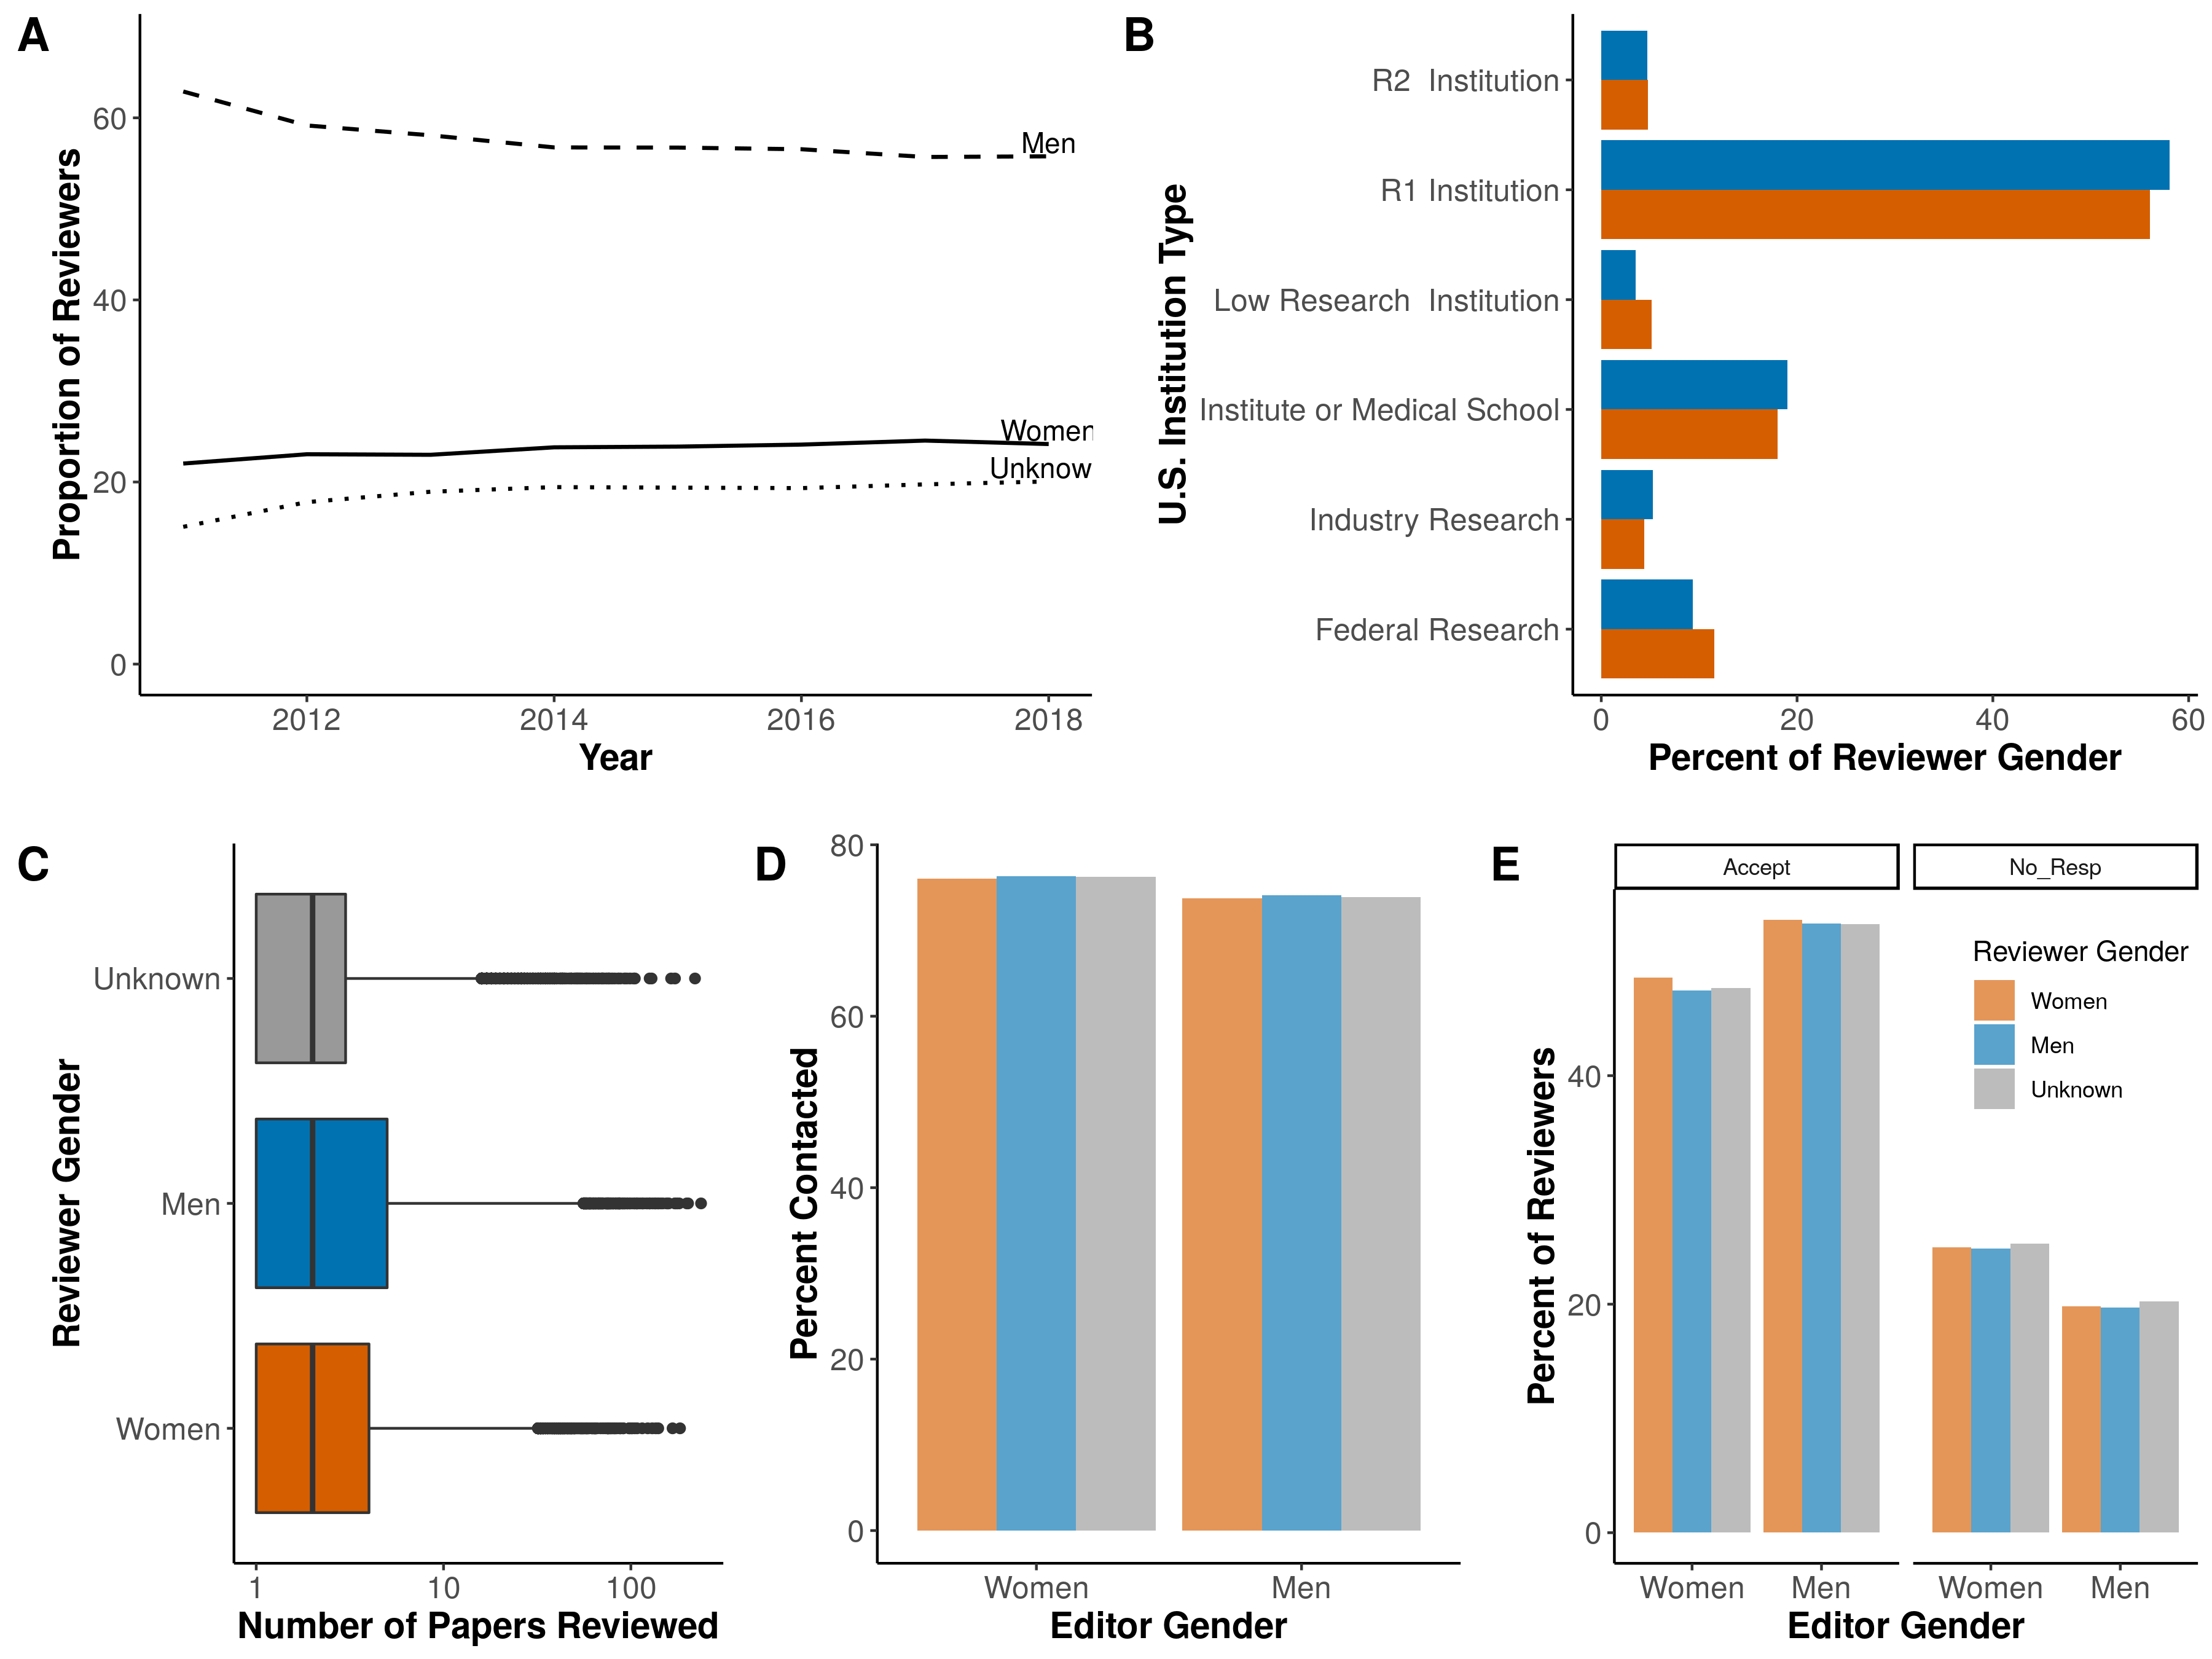 A
Proportion of Reviewers
60
40
20
0
Men
Women
Unknow
2012 2014 2016 2018
Year
B
U.S. Institution Type
R2 Institution
R1 Institution
Low Research Institution
Institute or Medical School
Industry Research
Federal Research
0 20 40 60
Percent of Reviewer Gender
C
Reviewer Gender
Unknown
Men
Women
1 10 100
Number of Papers Reviewed
D
Percent Contacted
80
60
40
20
0
Women Men
Editor Gender
E
Percent of Reviewers
Accept No_Resp
40
20
0
Reviewer Gender
Women
Men
Unknown
Women Men Women Men
Editor Gender